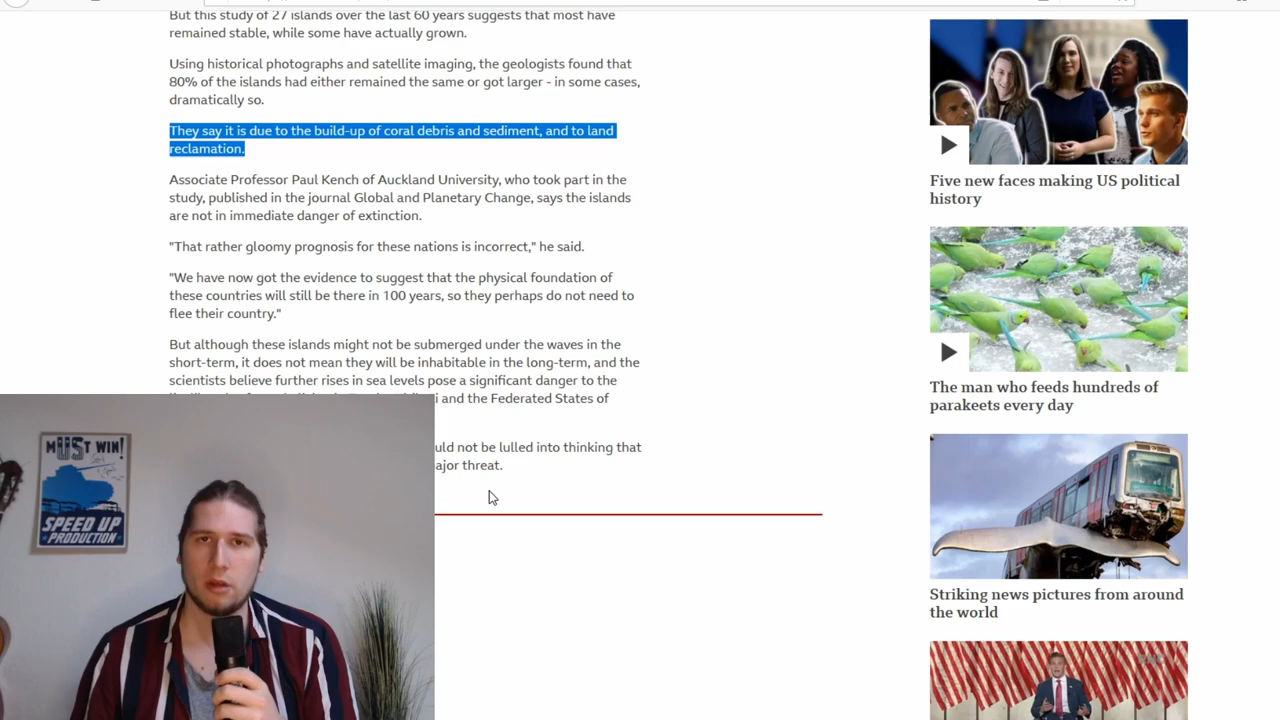 But this study of 27 islands over the last 60 years suggests that most have
remained stable, while some have actually grown.
Using historical photographs and satellite imaging, the geologists found that
80% of the islands had either remained the same or got larger - in some cases,
dramatically so.
They say it is due to the build-up of coral debris and sediment, and to land
reclamation.
Associate Professor Paul Kench of Auckland University, who took part in the
study, published in the journal Global and Planetary Change, says the islands
are not in immediate danger of extinction.
"That rather gloomy prognosis for these nations is incorrect," he said.
"We have now got the evidence to suggest that the physical foundation of
these countries will still be there in 100 years, so they perhaps do not need to
flee their country."
But although these islands might not be submerged under the waves in the
short-term, it does not mean they will be inhabitable in the long-term, and the
scientists believe further rises in sea levels pose a significant danger to the
and the Federated States of
not be lulled into thinking that
threat.
MUST WIN!
SPEED UP
PRODUCTION
Five new faces making US political
history
The man who feeds hundreds of
parakeets every day
Striking news pictures from around
the world